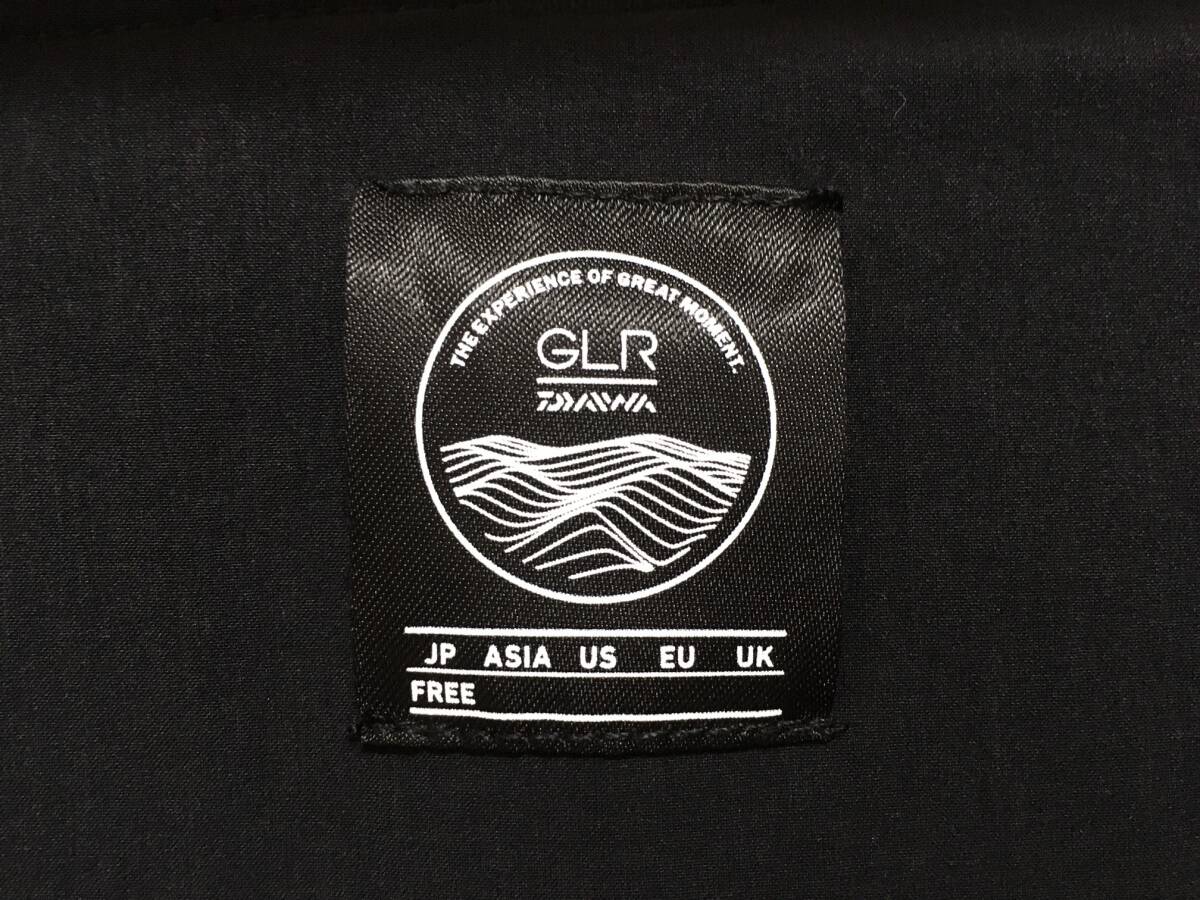 THE EXPERIENCE OF GREAT MOMENT.
GLR
DAIWA
JP ASIA US EU UK
FREE